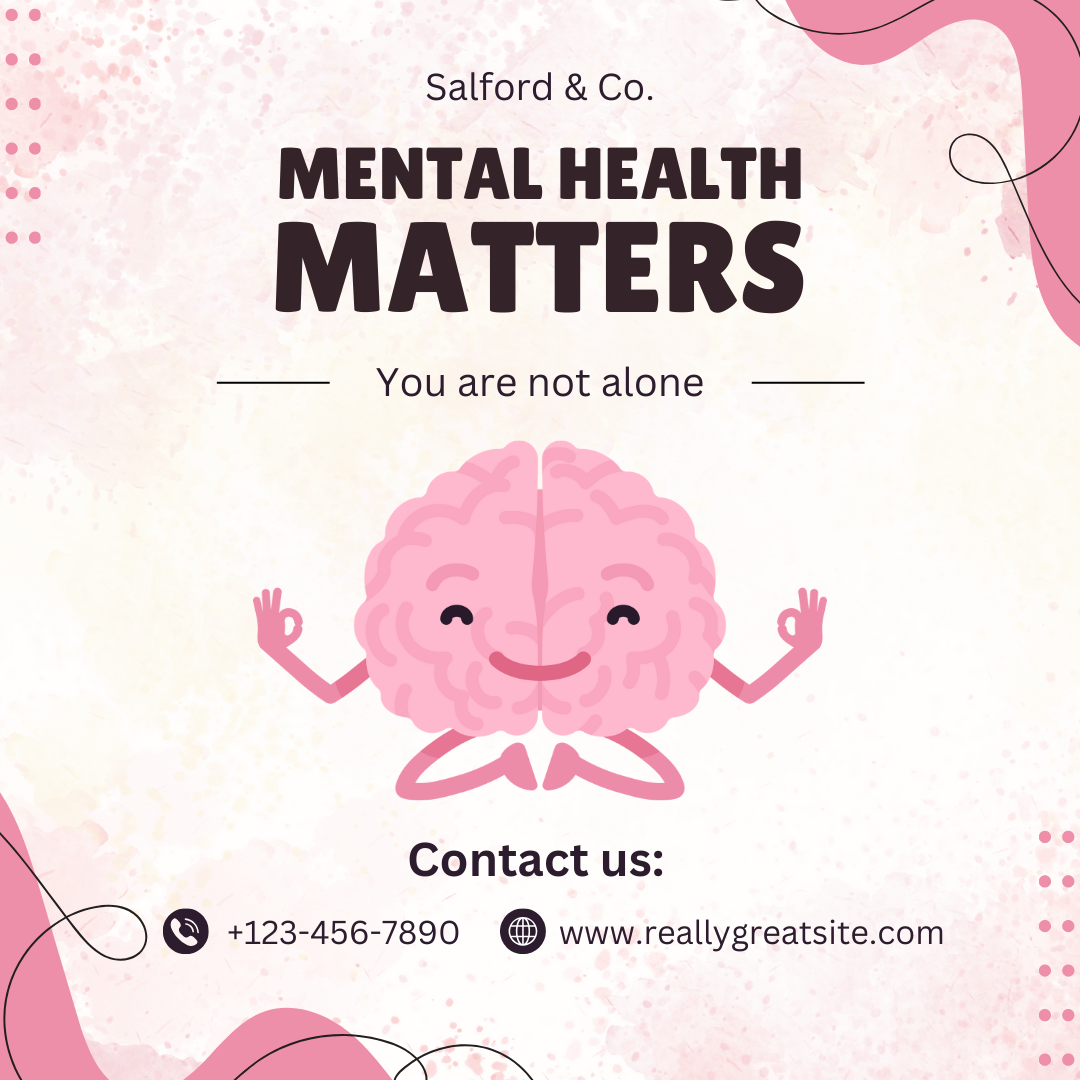 Salford & Co.
MENTAL HEALTH
MATTERS
You are not alone
Contact us:
+123-456-7890 www.reallygreatsite.com